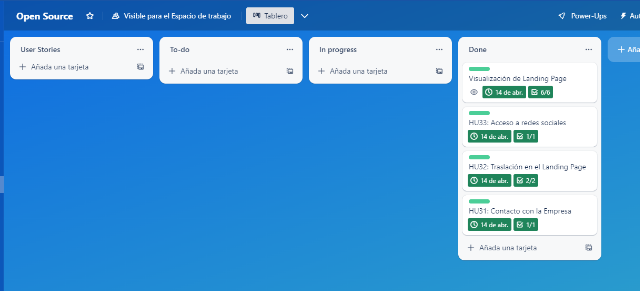 Open Source
Visible para el Espacio de trabajo
Tablero
Power-Ups
User Stories
Añada una tarjeta
To-do
Añada una tarjeta
In progress
Añada una tarjeta
Done
Visualización de Landing Page
14 de abr. 6/6
HU33: Acceso a redes sociales
14 de abr. 1/1
HU32: Traslación en el Landing Page
14 de abr. 2/2
HU31: Contacto con la Empresa
14 de abr. 1/1
Añada una tarjeta